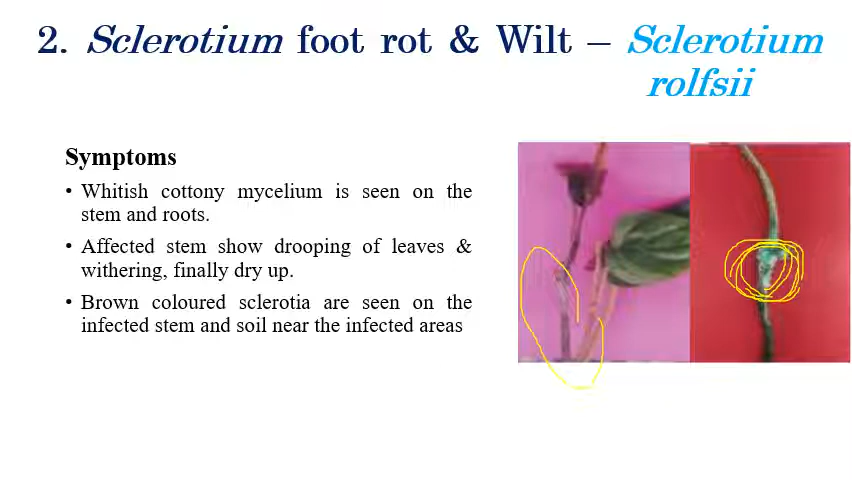 2. Sclerotium foot rot & Wilt – Sclerotium
rolfsii
Symptoms
• Whitish cottony mycelium is seen on the
stem and roots.
• Affected stem show drooping of leaves &
withering, finally dry up.
• Brown coloured sclerotia are seen on the
infected stem and soil near the infected areas